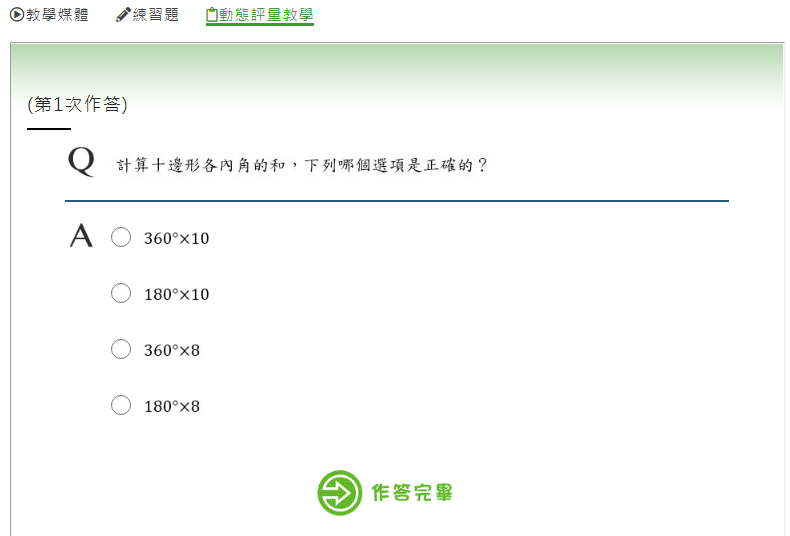 教學媒體 練習題 動態評量教學
(第1次作答)
Q 計算十邊形各內角的和，下列哪個選項是正確的？
A 360°×10
180°×10
360°×8
180°×8
作答完畢